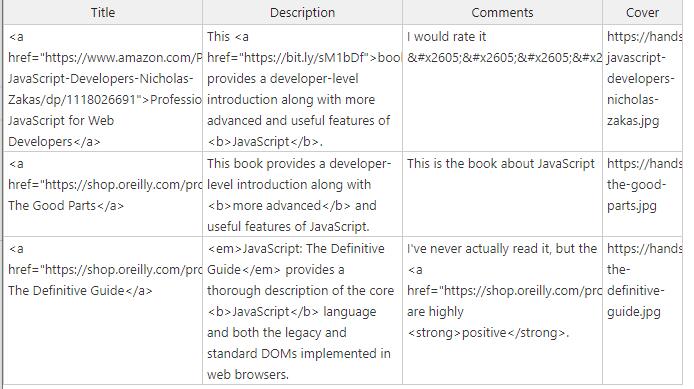 Title Description Comments Cover
<a
href="https://www.amazon.com/P
JavaScript-Developers-Nicholas-
Zakas/dp/1118026691">Professio
JavaScript for Web
Developers</a>
This <a
href="https://bit.ly/sM1bDf">bool
provides a developer-level
introduction along with more
advanced and useful features of
<b>JavaScript</b>.
I would rate it
&#x2605;&#x2605;&#x2605;&#x2
https://hands
javascript-
developers-
nicholas-
zakas.jpg
<a
href="https://shop.oreilly.com/pro
The Good Parts</a>
This book provides a developer-
level introduction along with
<b>more advanced</b> and
useful features of JavaScript.
This is the book about JavaScript
https://hands
the-good-
parts.jpg
<a
href="https://shop.oreilly.com/pro
The Definitive Guide</a>
<em>JavaScript: The Definitive
Guide</em> provides a
thorough description of the core
<b>JavaScript</b> language
and both the legacy and
standard DOMs implemented in
web browsers.
I've never actually read it, but the
<a
href="https://shop.oreilly.com/pro
are highly
<strong>positive</strong>.
https://hands
the-
definitive-
guide.jpg